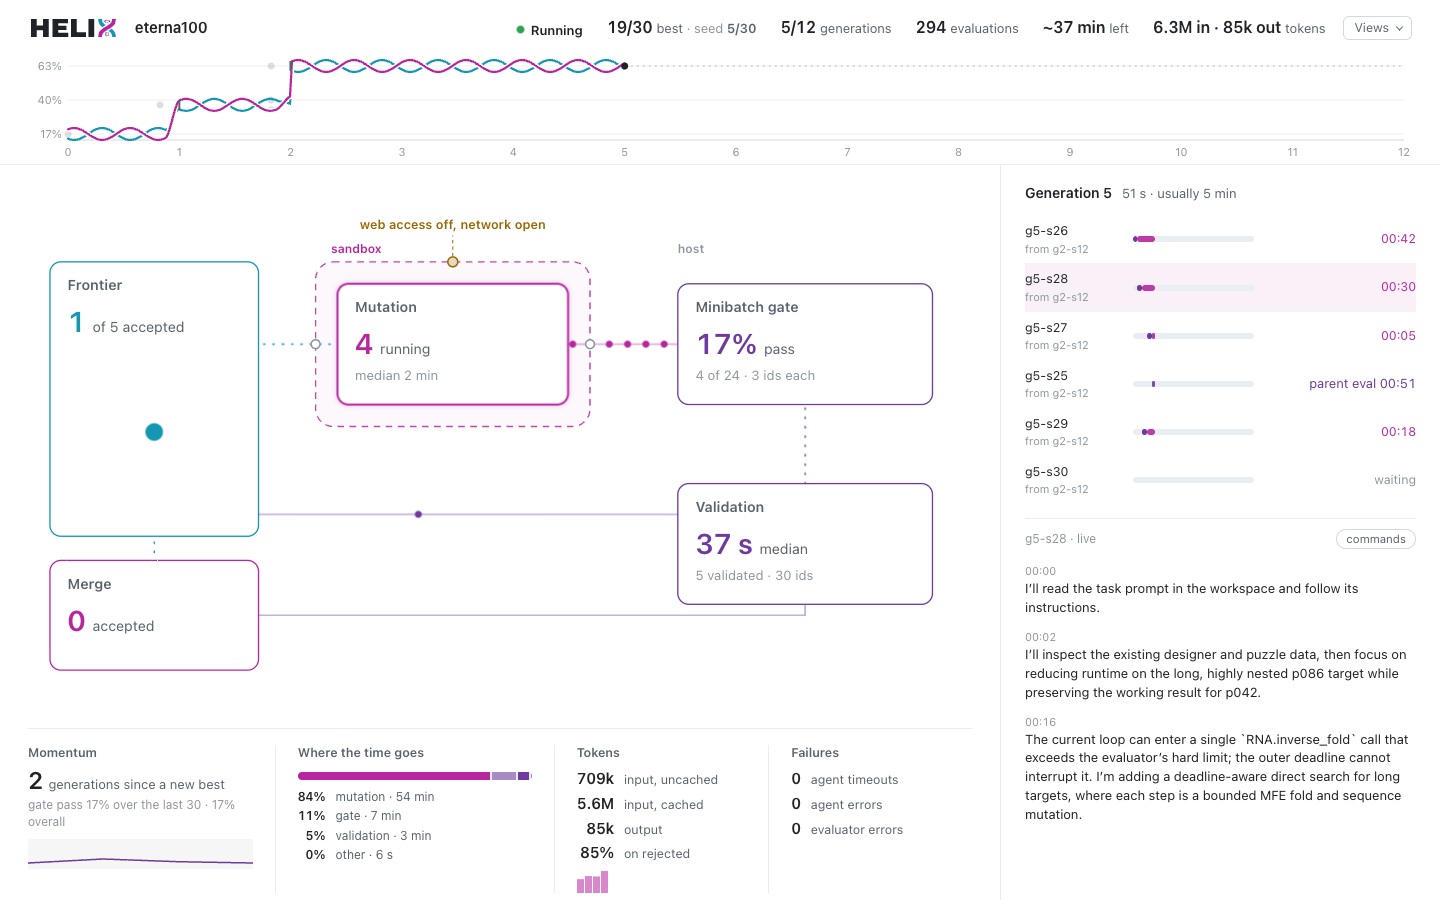 HELIX eterna100
Running 19/30 best · seed 5/30 5/12 generations 294 evaluations ~37 min left 6.3M in · 85k out tokens Views
63%
40%
17%
0 1 2 3 4 5 6 7 8 9 10 11 12
web access off, network open
sandbox
host
Frontier
1 of 5 accepted
Mutation
4 running
median 2 min
Minibatch gate
17% pass
4 of 24 · 3 ids each
Validation
37 s median
5 validated · 30 ids
Merge
0 accepted
Momentum
2 generations since a new best
gate pass 17% over the last 30 · 17%
overall
Where the time goes
84% mutation · 54 min
11% gate · 7 min
5% validation · 3 min
0% other · 6 s
Tokens
709k input, uncached
5.6M input, cached
85k output
85% on rejected
Failures
0 agent timeouts
0 agent errors
0 evaluator errors
Generation 5 51 s · usually 5 min
g5-s26
from g2-s12
00:42
g5-s28
from g2-s12
00:30
g5-s27
from g2-s12
00:05
g5-s25
from g2-s12
parent eval 00:51
g5-s29
from g2-s12
00:18
g5-s30
from g2-s12
waiting
g5-s28 · live commands
00:00
I’ll read the task prompt in the workspace and follow its
instructions.
00:02
I’ll inspect the existing designer and puzzle data, then focus on
reducing runtime on the long, highly nested p086 target while
preserving the working result for p042.
00:16
The current loop can enter a single `RNA.inverse_fold` call that
exceeds the evaluator’s hard limit; the outer deadline cannot
interrupt it. I’m adding a deadline-aware direct search for long
targets, where each step is a bounded MFE fold and sequence
mutation.